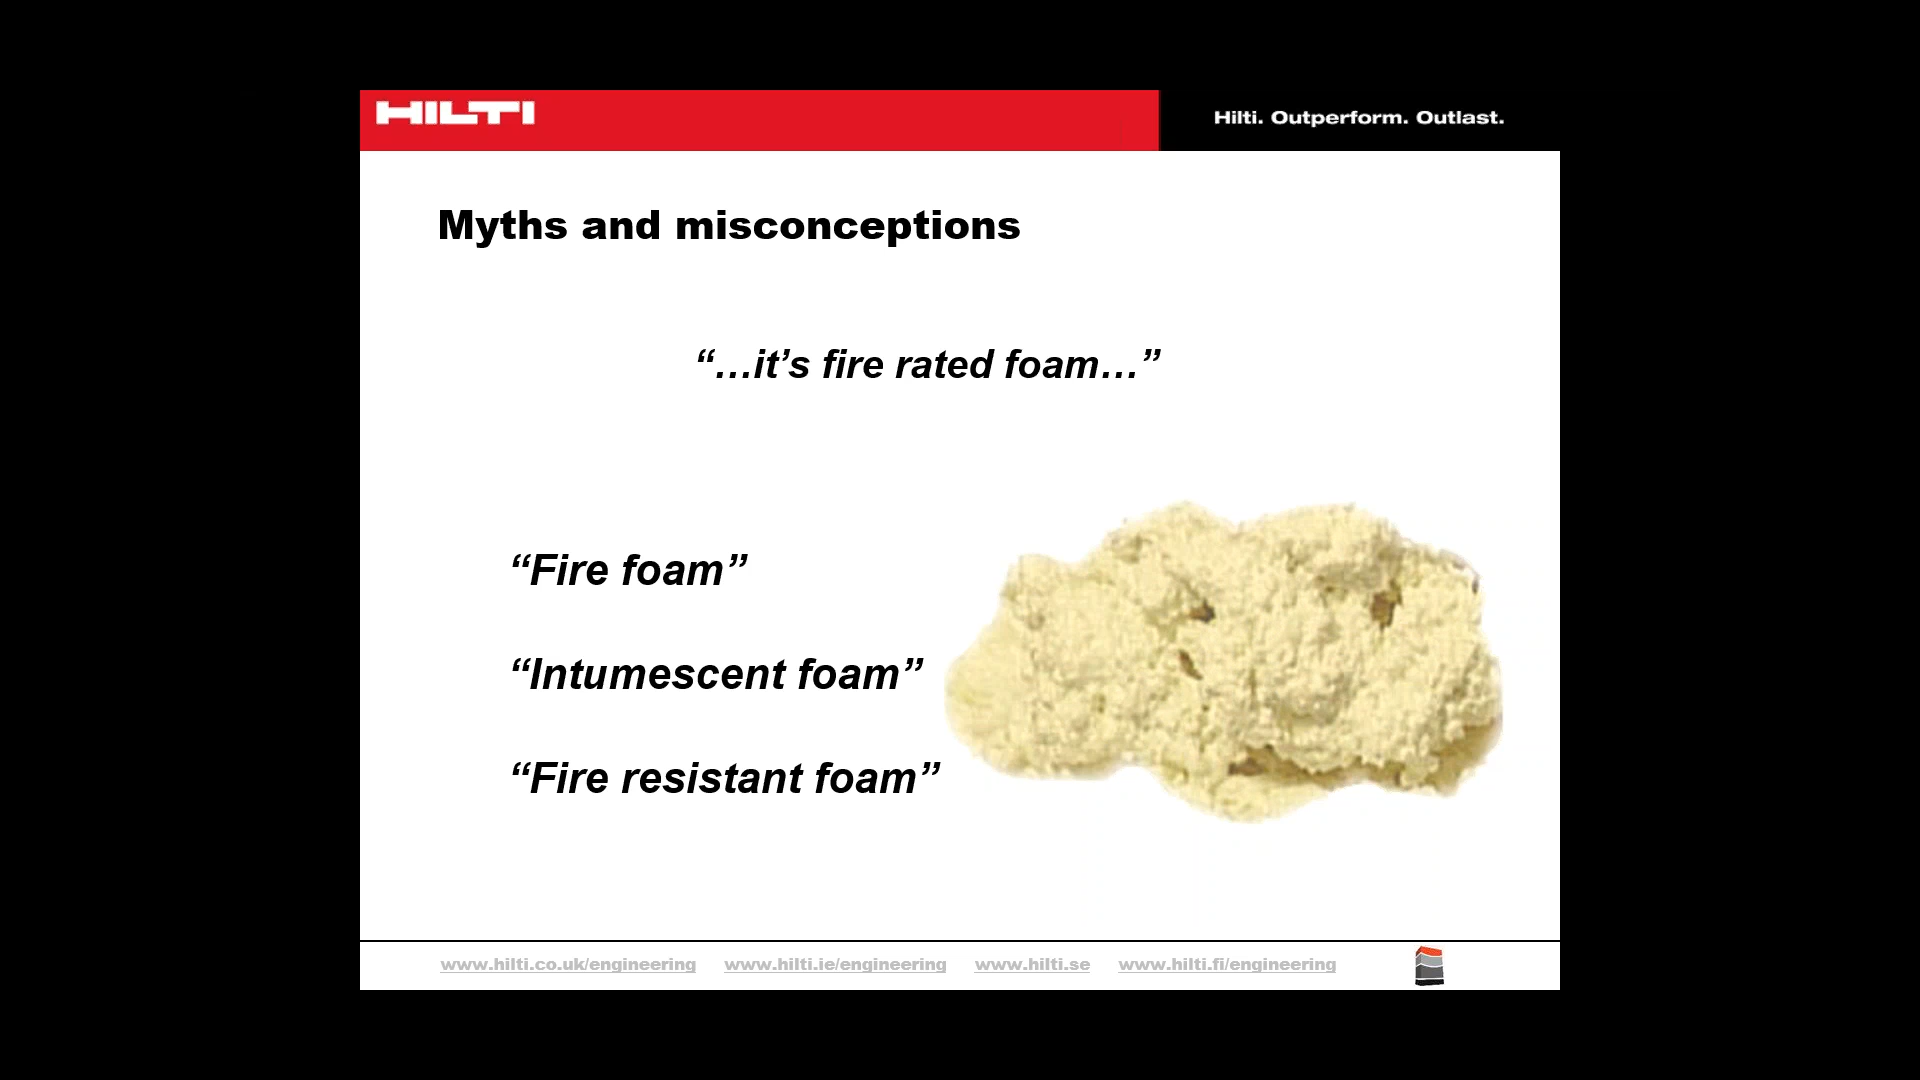 HILTI
Hilti. Outperform. Outlast.
Myths and misconceptions
“…it’s fire rated foam…”
“Fire foam”
“Intumescent foam”
“Fire resistant foam”
www.hilti.co.uk/engineering www.hilti.ie/engineering www.hilti.se www.hilti.fi/engineering